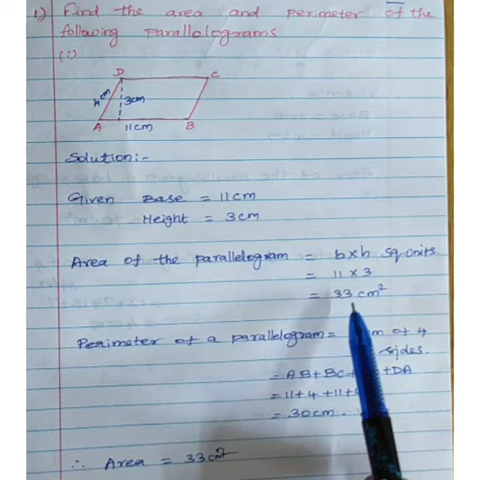 1) Find the area and perimeter of the
following parallelograms
(i)
D C
4cm 3cm
A 11cm B
Solution:-
Given Base = 11cm
Height = 3cm
Area of the parallelogram = b×h sq.units.
= 11 × 3
= 33 cm²
Perimeter of a parallelogram = of 4
sides.
= AB + BC + + DA
= 11 + 4 + 11 +
= 30cm.
∴ Area = 33cm²